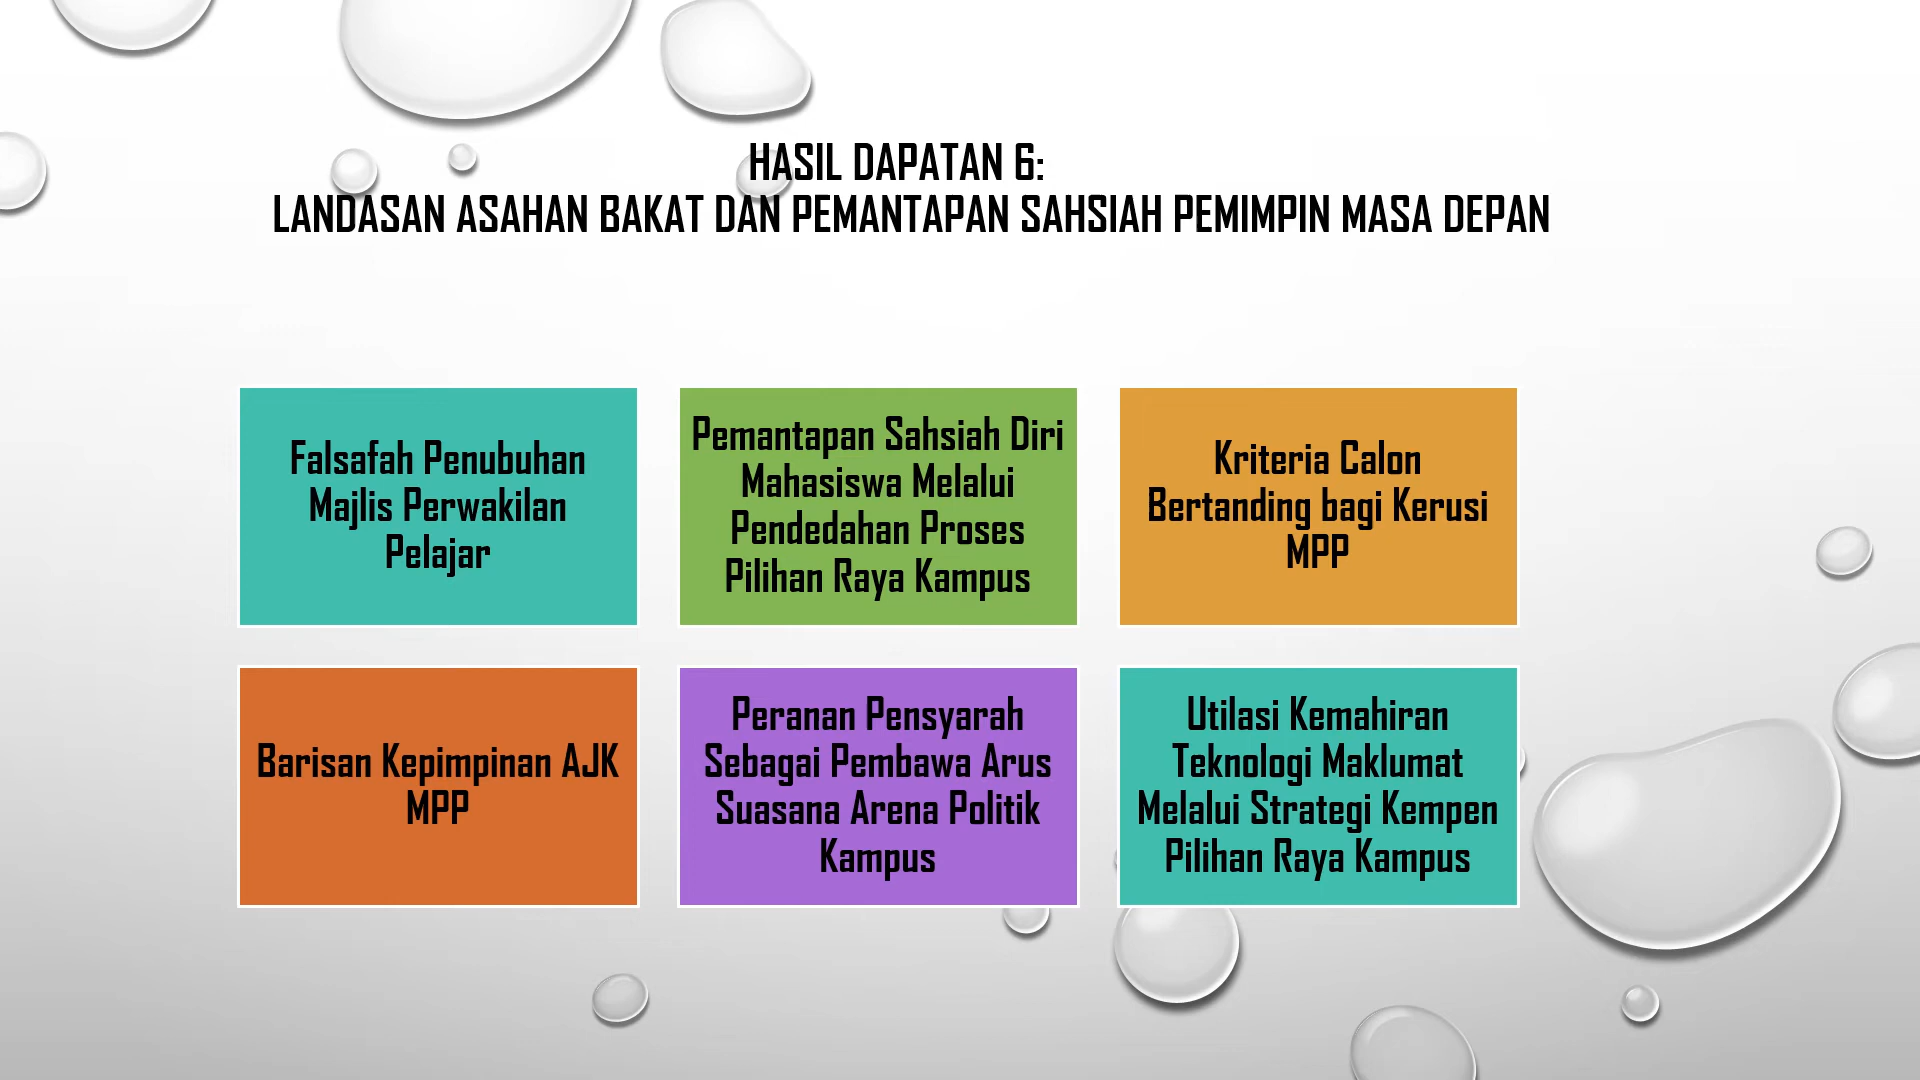 HASIL DAPATAN 6:
LANDASAN ASAHAN BAKAT DAN PEMANTAPAN SAHSIAH PEMIMPIN MASA DEPAN
Falsafah Penubuhan
Majlis Perwakilan
Pelajar
Pemantapan Sahsiah Diri
Mahasiswa Melalui
Pendedahan Proses
Pilihan Raya Kampus
Kriteria Calon
Bertanding bagi Kerusi
MPP
Barisan Kepimpinan AJK
MPP
Peranan Pensyarah
Sebagai Pembawa Arus
Suasana Arena Politik
Kampus
Utilasi Kemahiran
Teknologi Maklumat
Melalui Strategi Kempen
Pilihan Raya Kampus